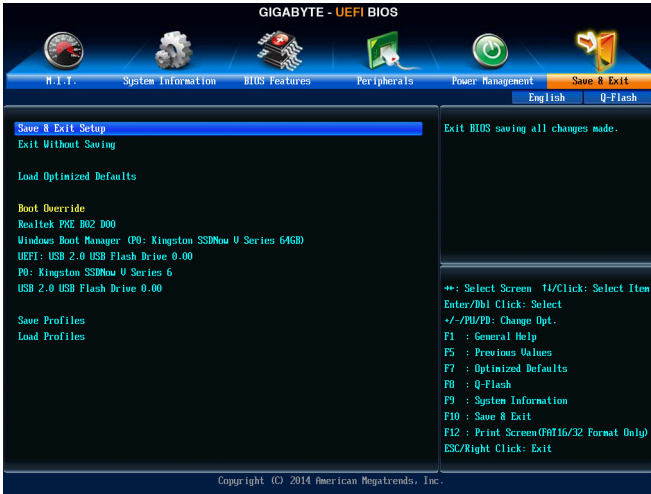 GIGABYTE - UEFI BIOS
M.I.T. System Information BIOS Features Peripherals Power Management Save & Exit
English Q-Flash
Save & Exit Setup
Exit Without Saving
Load Optimized Defaults
Boot Override
Realtek PXE B02 D00
Windows Boot Manager (P0: Kingston SSDNow V Series 64GB)
UEFI: USB 2.0 USB Flash Drive 0.00
P0: Kingston SSDNow V Series 6
USB 2.0 USB Flash Drive 0.00
Save Profiles
Load Profiles
Exit BIOS saving all changes made.
→←: Select Screen ↑↓/Click: Select Item
Enter/Dbl Click: Select
+/-/PU/PD: Change Opt.
F1 : General Help
F5 : Previous Values
F7 : Optimized Defaults
F8 : Q-Flash
F9 : System Information
F10 : Save & Exit
F12 : Print Screen(FAT16/32 Format Only)
ESC/Right Click: Exit
Copyright (C) 2014 American Megatrends, Inc.